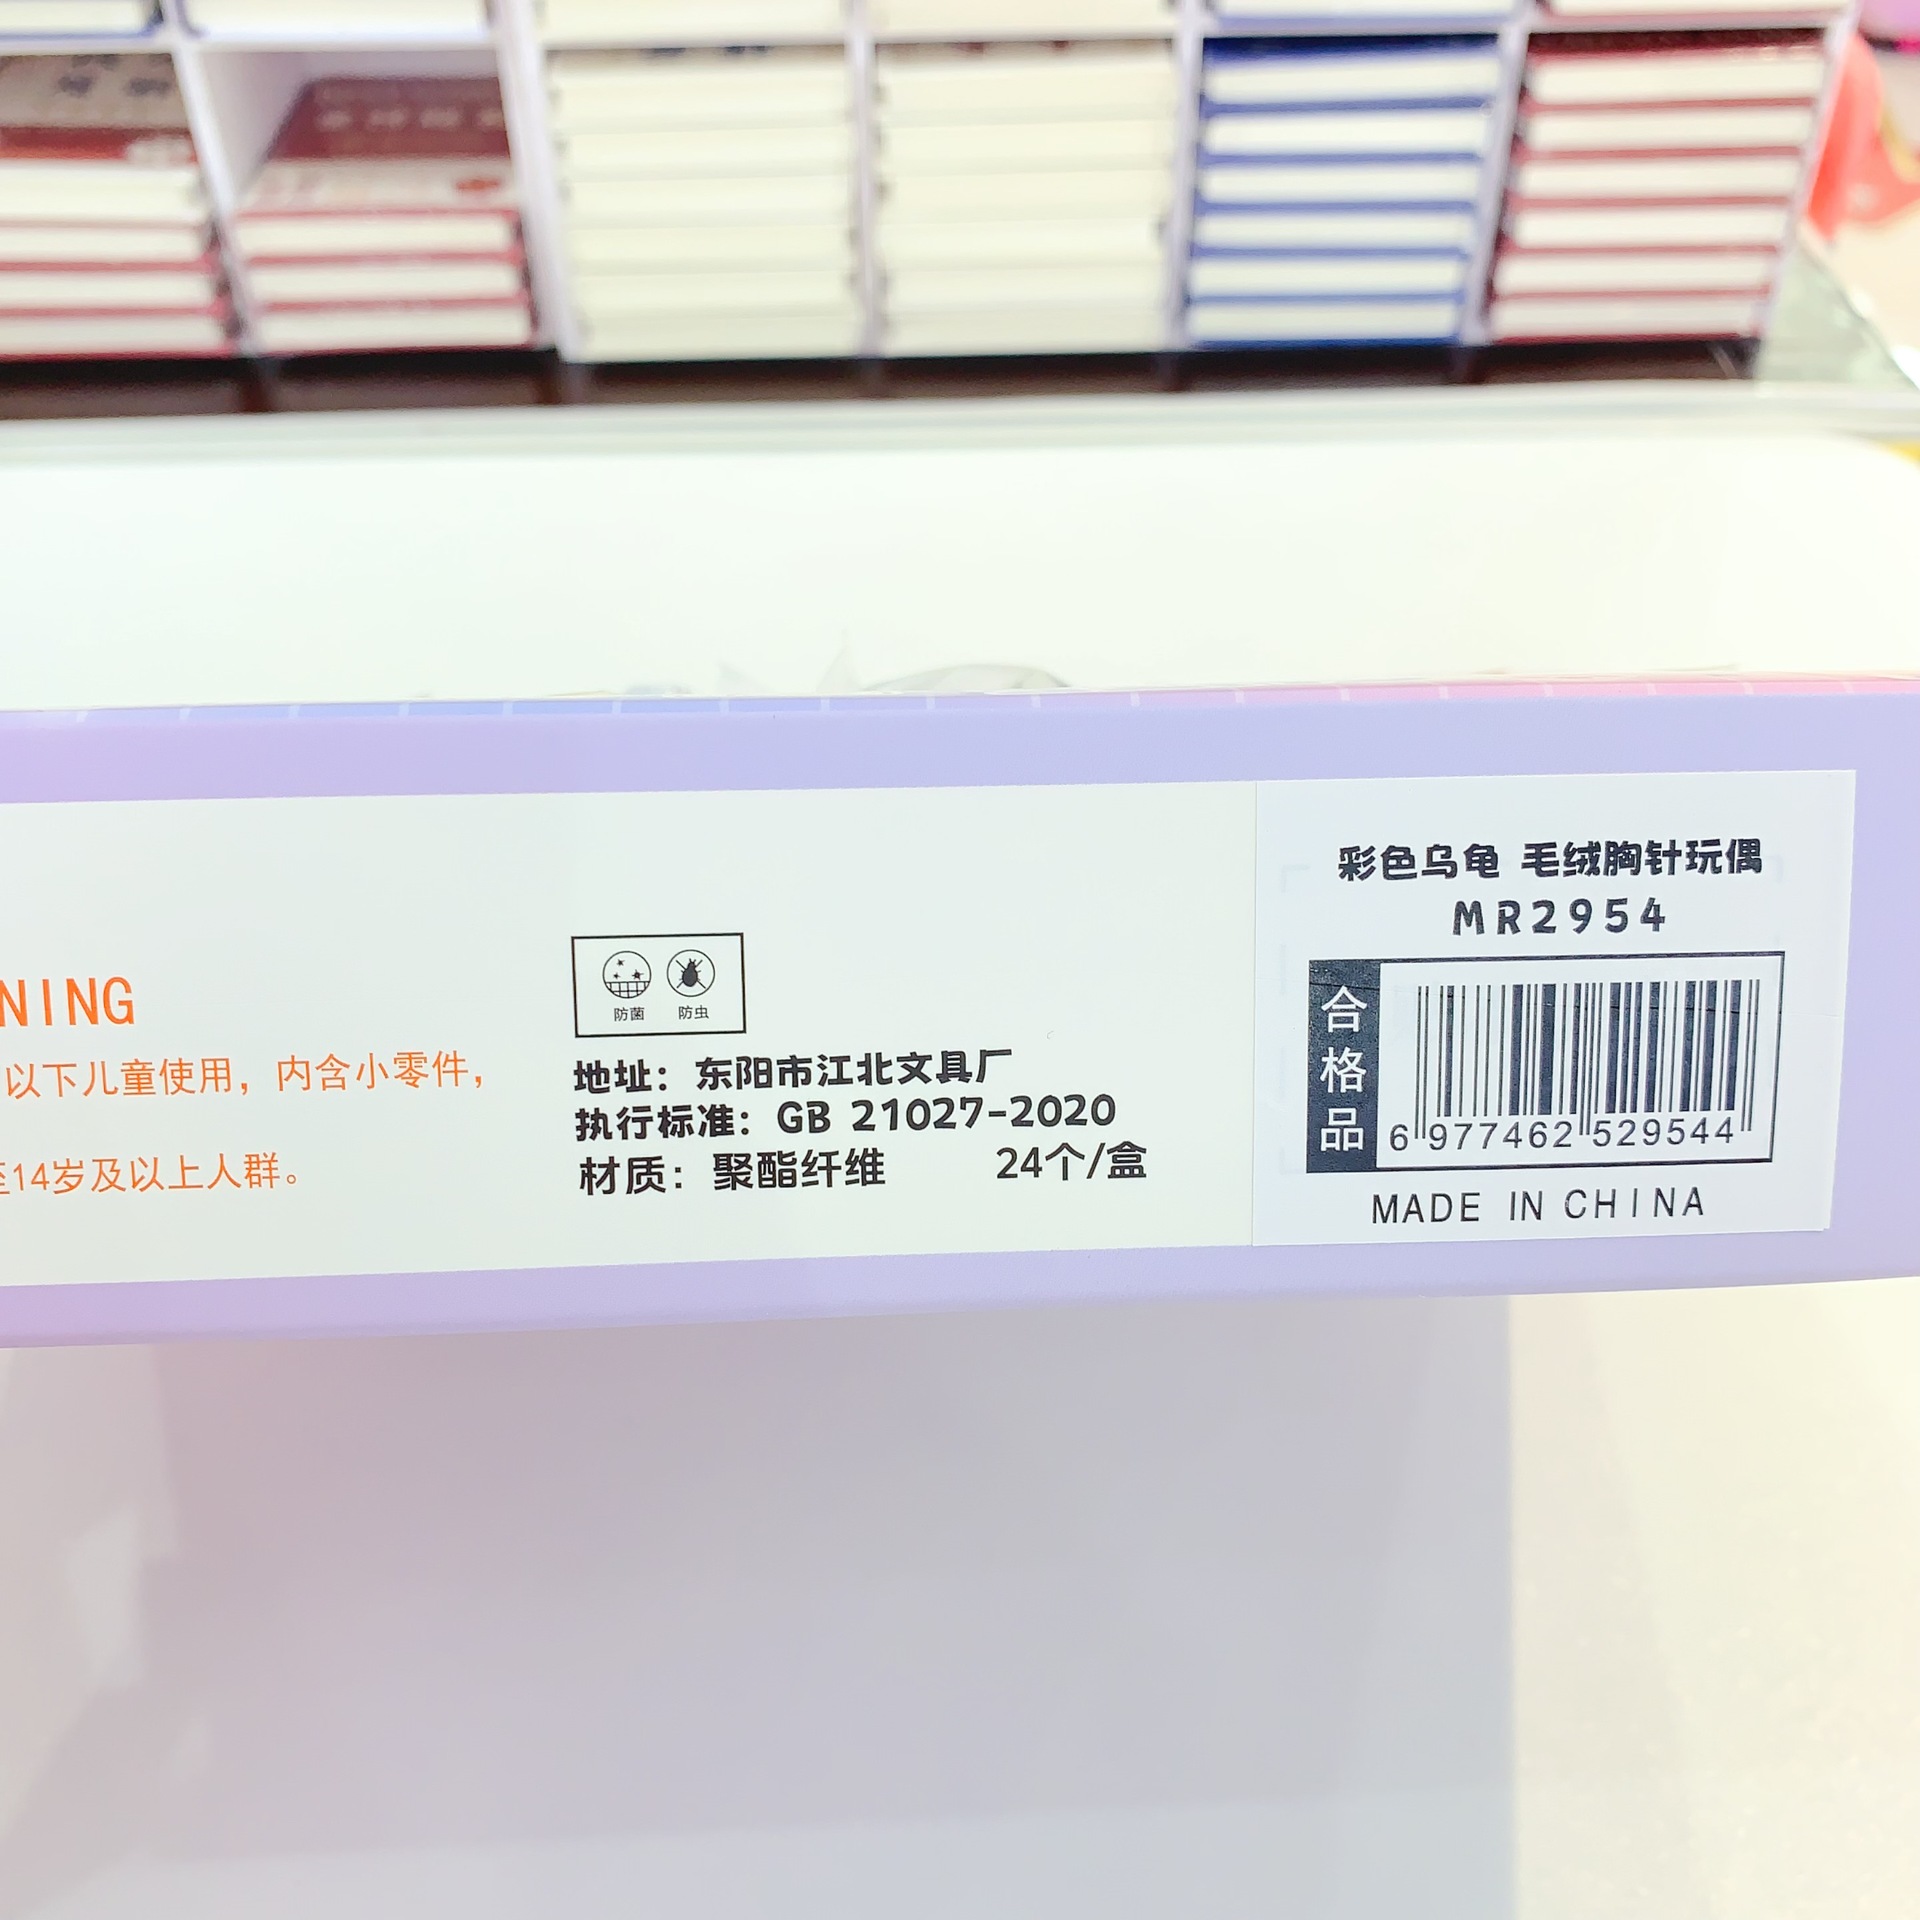 NING
以下儿童使用，内含小零件，
至14岁及以上人群。
防菌 防虫
地址：东阳市江北文具厂
执行标准：GB 21027-2020
材质：聚酯纤维 24个/盒
彩色乌龟 毛绒胸针玩偶
MR2954
合格品
6 977462 529544
MADE IN CHINA